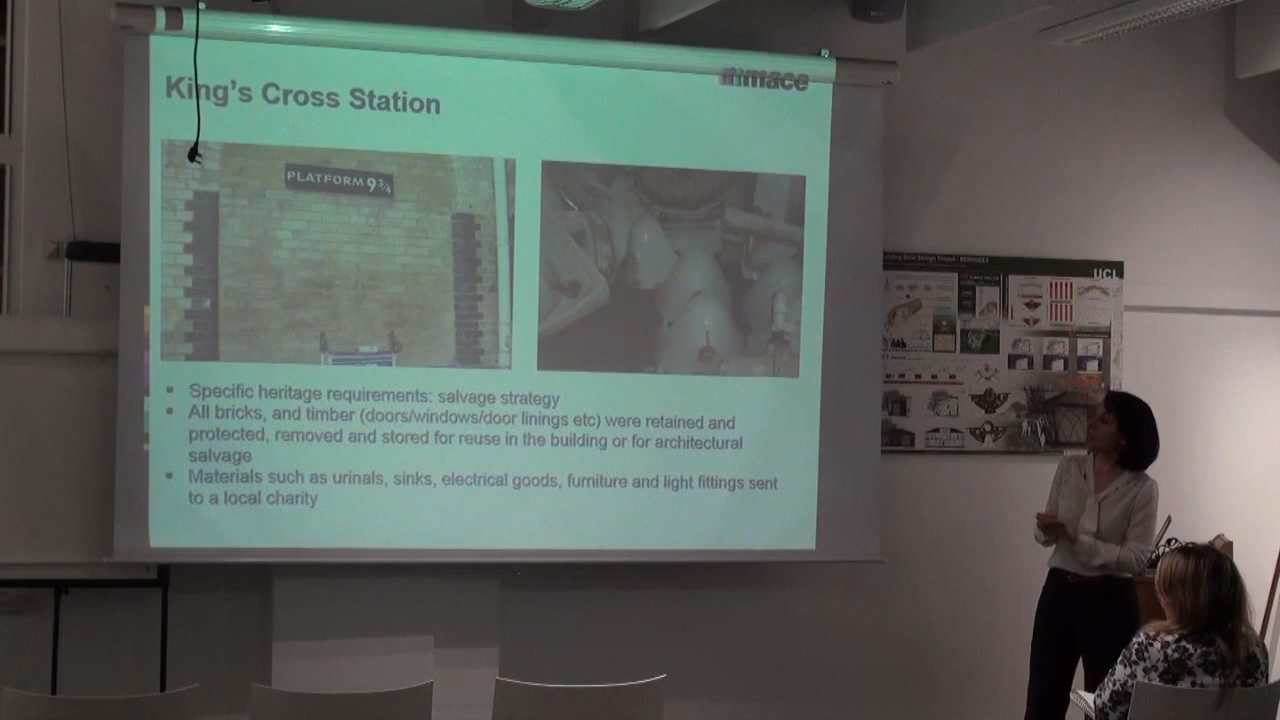 mace
King's Cross Station
PLATFORM 9¾
▪ Specific heritage requirements: salvage strategy
▪ All bricks, and timber (doors/windows/door linings etc) were retained and
protected, removed and stored for reuse in the building or for architectural
salvage
▪ Materials such as urinals, sinks, electrical goods, furniture and light fittings sent
to a local charity
UCL